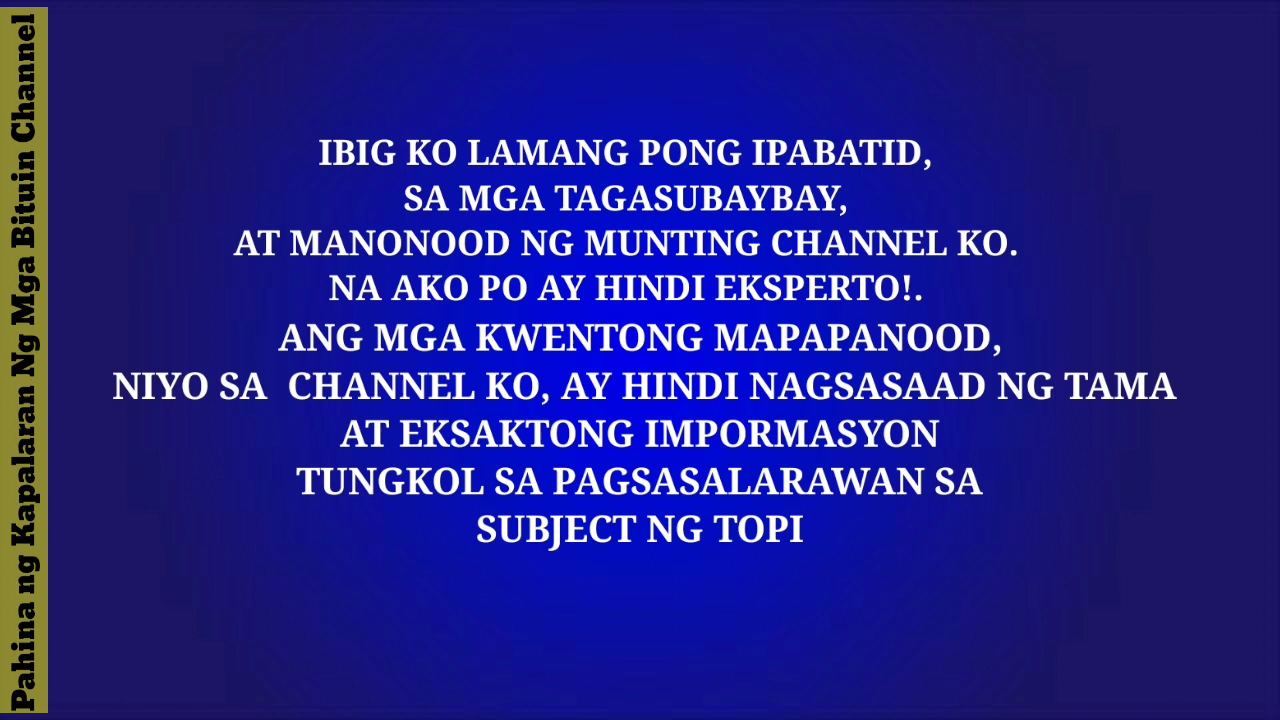 Pahina ng Kapalaran Ng Mga Bituin Channel
IBIG KO LAMANG PONG IPABATID,
SA MGA TAGASUBAYBAY,
AT MANONOOD NG MUNTING CHANNEL KO.
NA AKO PO AY HINDI EKSPERTO!.
ANG MGA KWENTONG MAPAPANOOD,
NIYO SA  CHANNEL KO, AY HINDI NAGSASAAD NG TAMA
AT EKSAKTONG IMPORMASYON
TUNGKOL SA PAGSASALARAWAN SA
SUBJECT NG TOPI